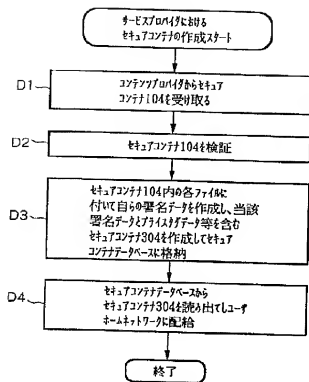 サービスプロバイダにおける
セキュアコンテナの作成スタート
D1
コンテンツプロバイダからセキュア
コンテナ104を受け取る
D2
セキュアコンテナ104を検証
D3
セキュアコンテナ104内の各ファイルに
付いて自らの署名データを作成し、当該
署名データとプライスタグデータ等を含む
セキュアコンテナ304を作成してセキュア
コンテナデータベースに格納
D4
セキュアコンテナデータベースから
セキュアコンテナ304を読み出してユーザ
ホームネットワークに配給
終了